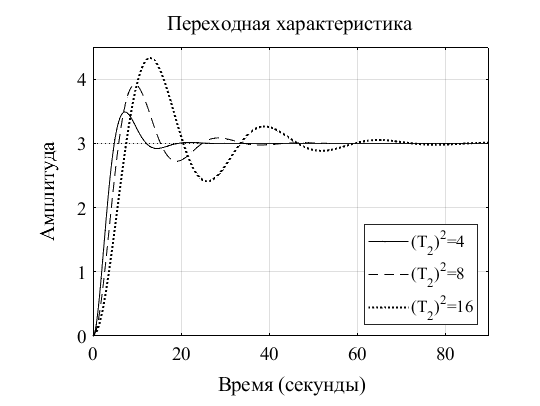 Переходная характеристика
Амплитуда
4
3
2
1
0
(T₂)²=4
(T₂)²=8
(T₂)²=16
0 20 40 60 80
Время (секунды)